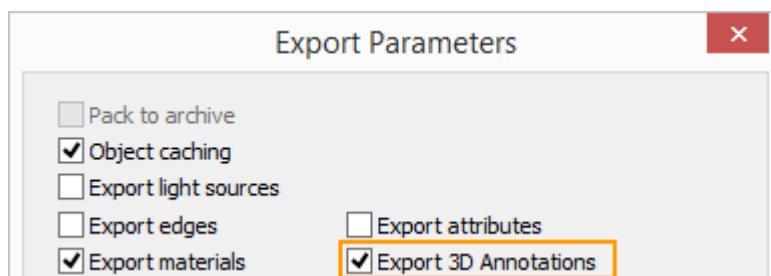 Export Parameters
Pack to archive
Object caching
Export light sources
Export edges Export attributes
Export materials Export 3D Annotations